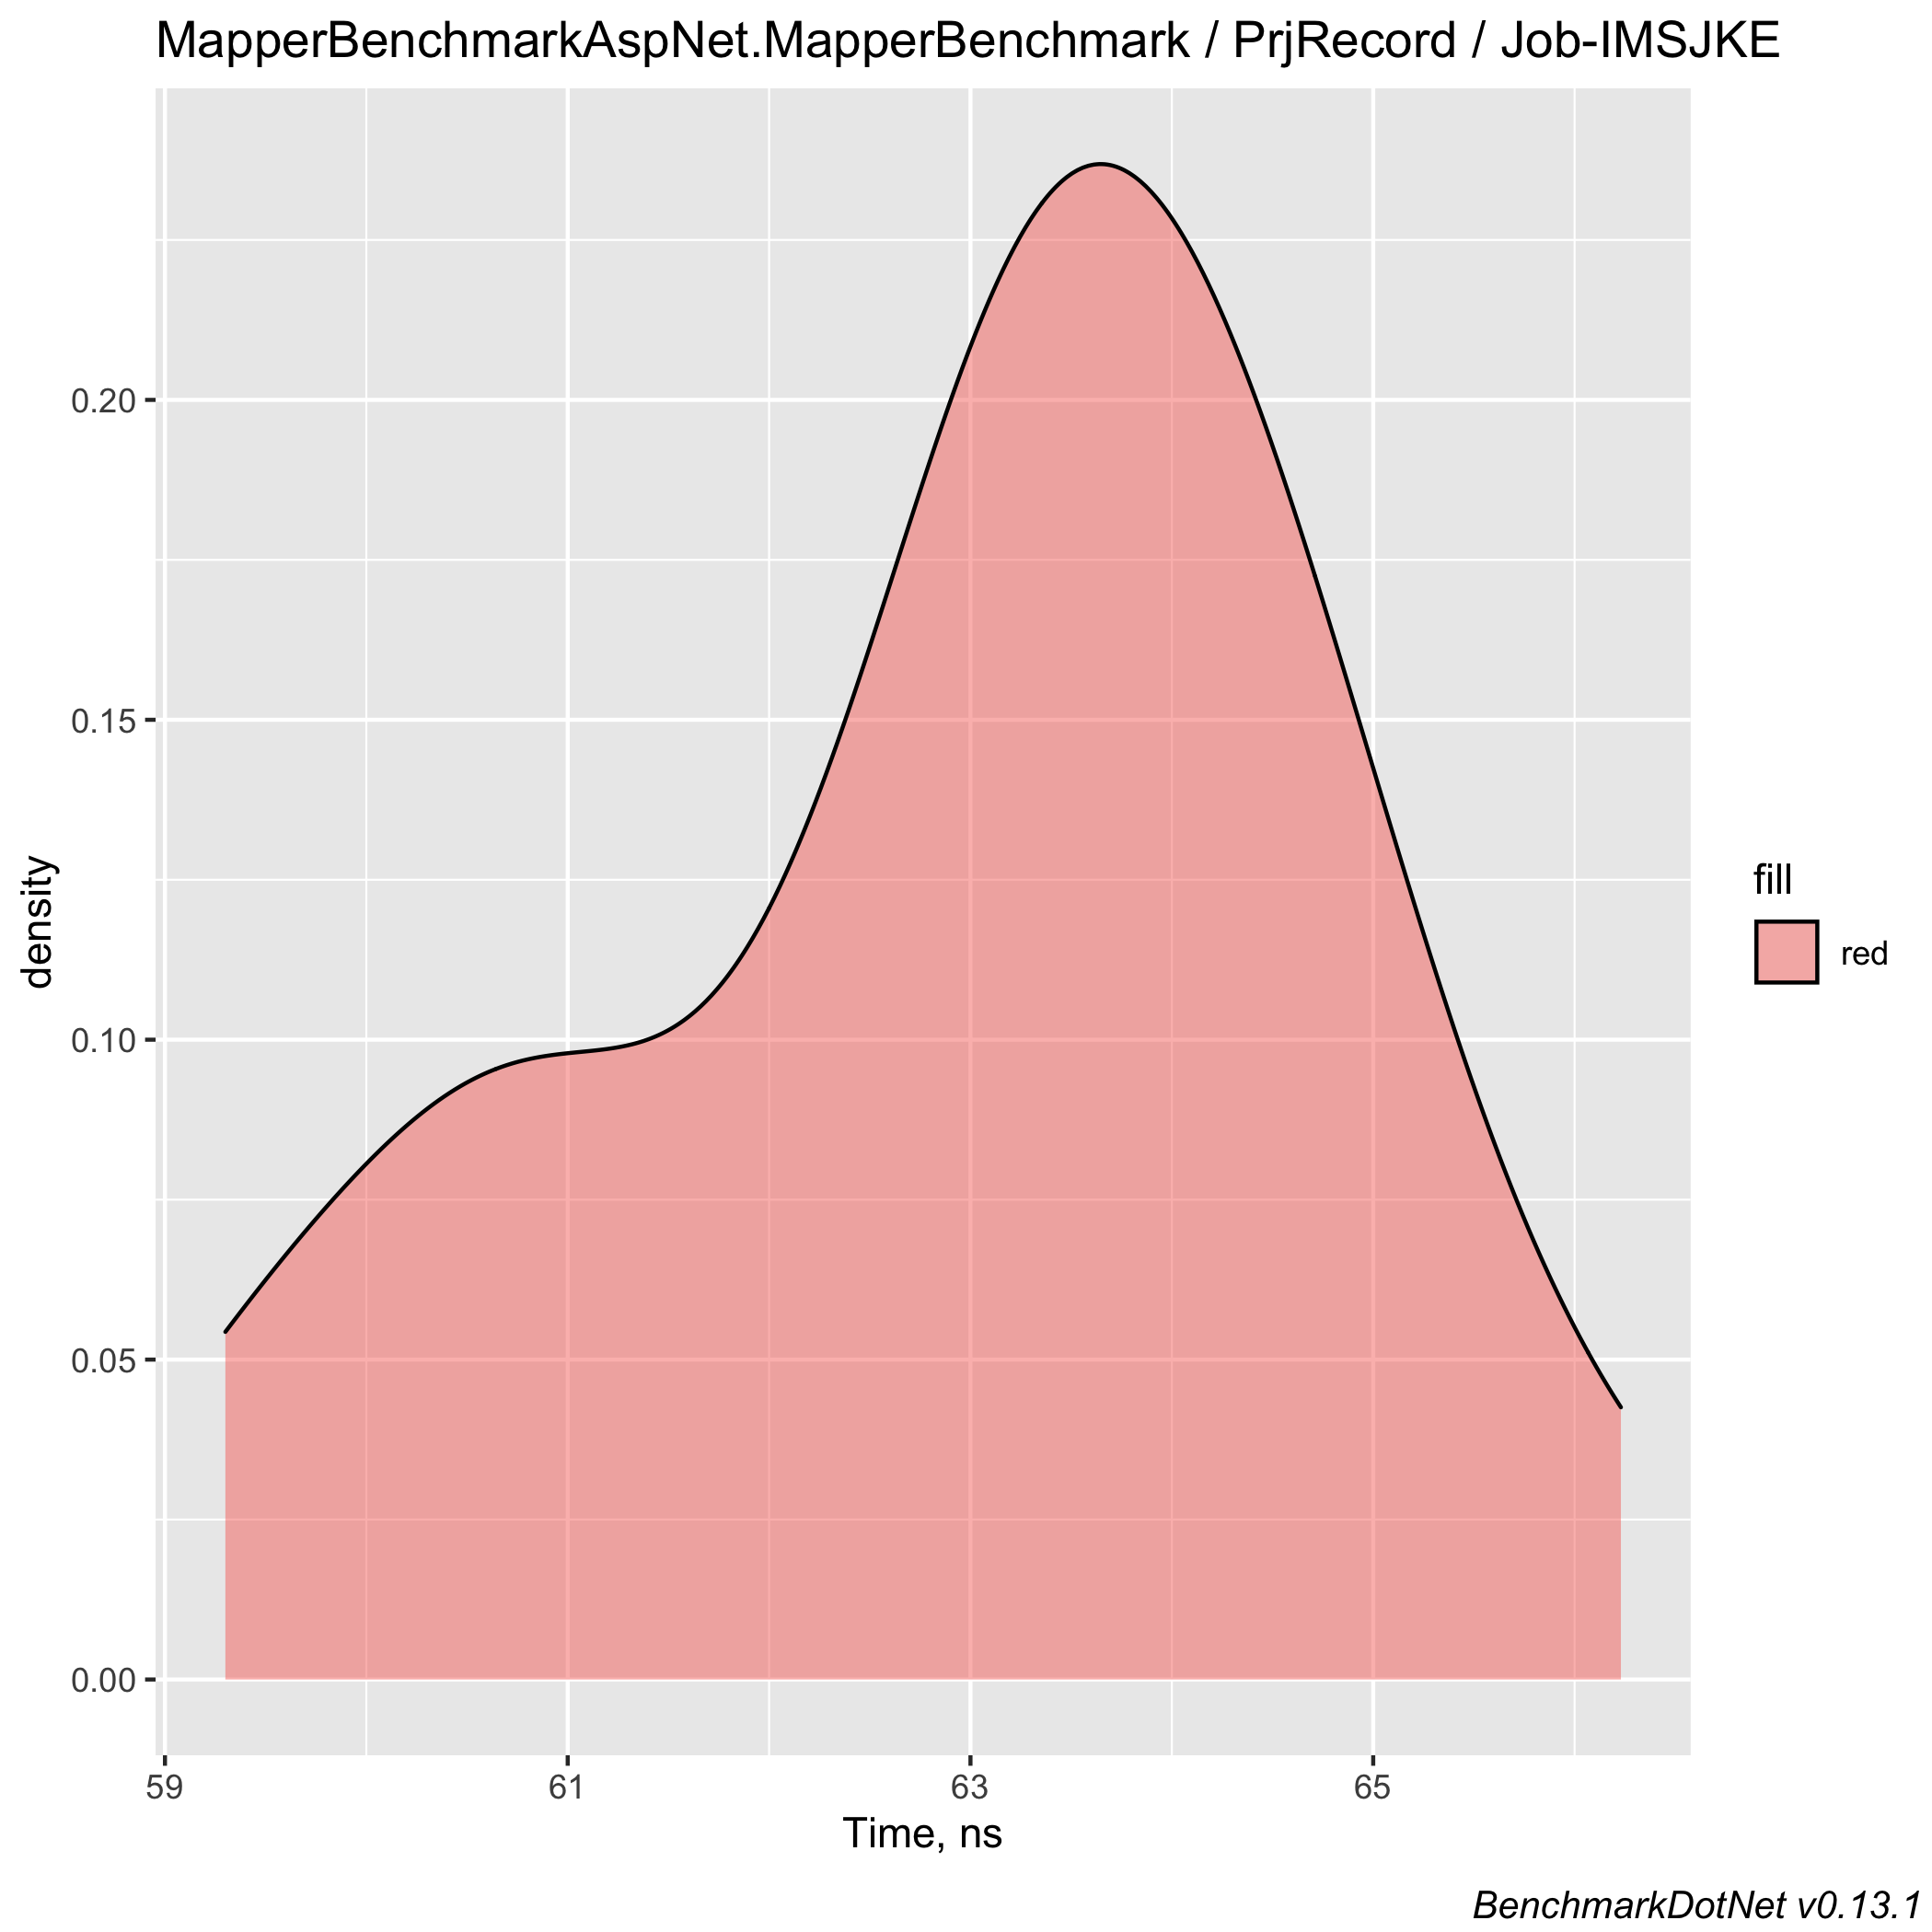 MapperBenchmarkAspNet.MapperBenchmark / PrjRecord / Job-IMSJKE
0.20
0.15
0.10
0.05
0.00
density
59 61 63 65
Time, ns
fill
red
BenchmarkDotNet v0.13.1